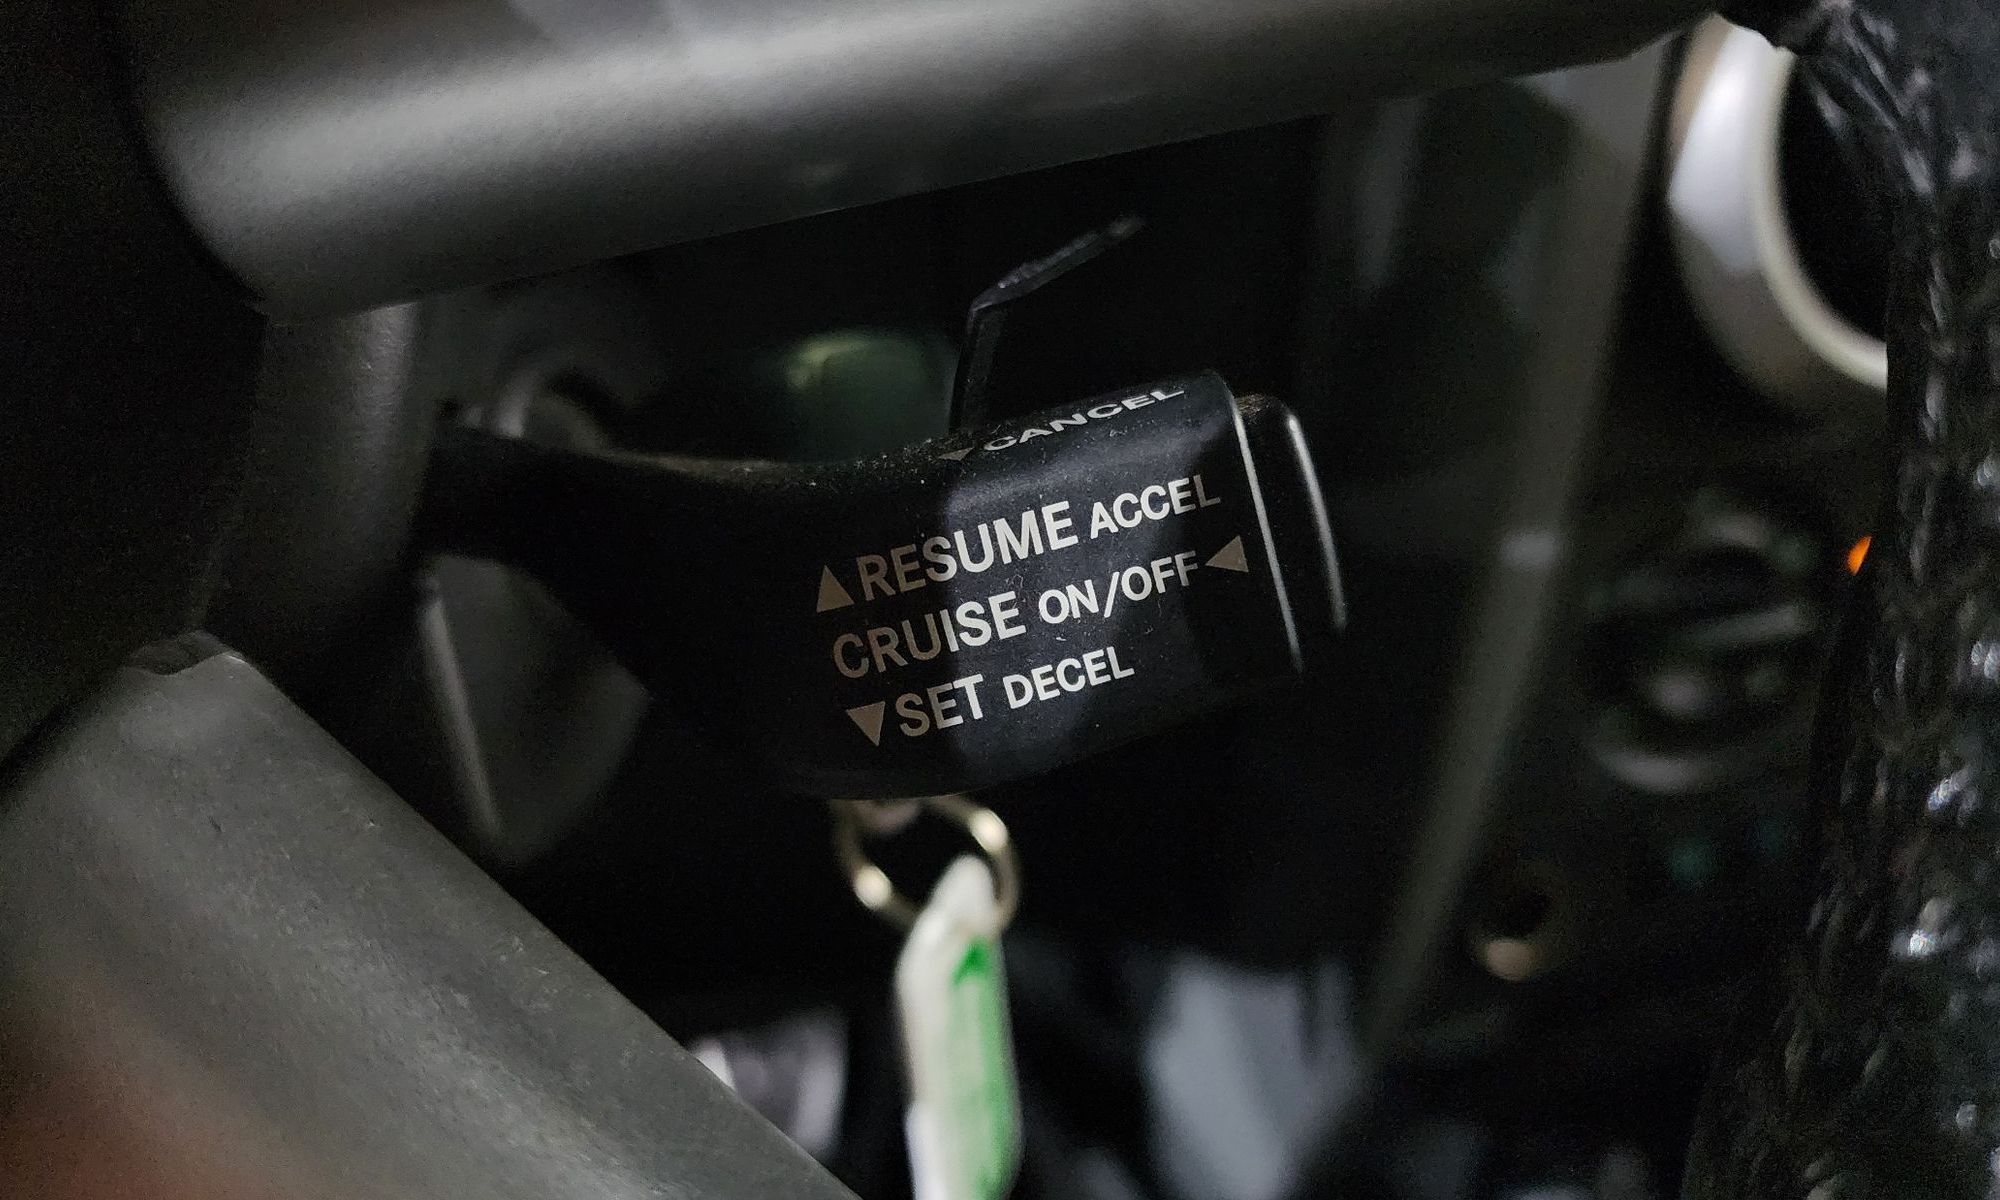 ◀ CANCEL
▲RESUME ACCEL
CRUISE ON/OFF◀
▼SET DECEL